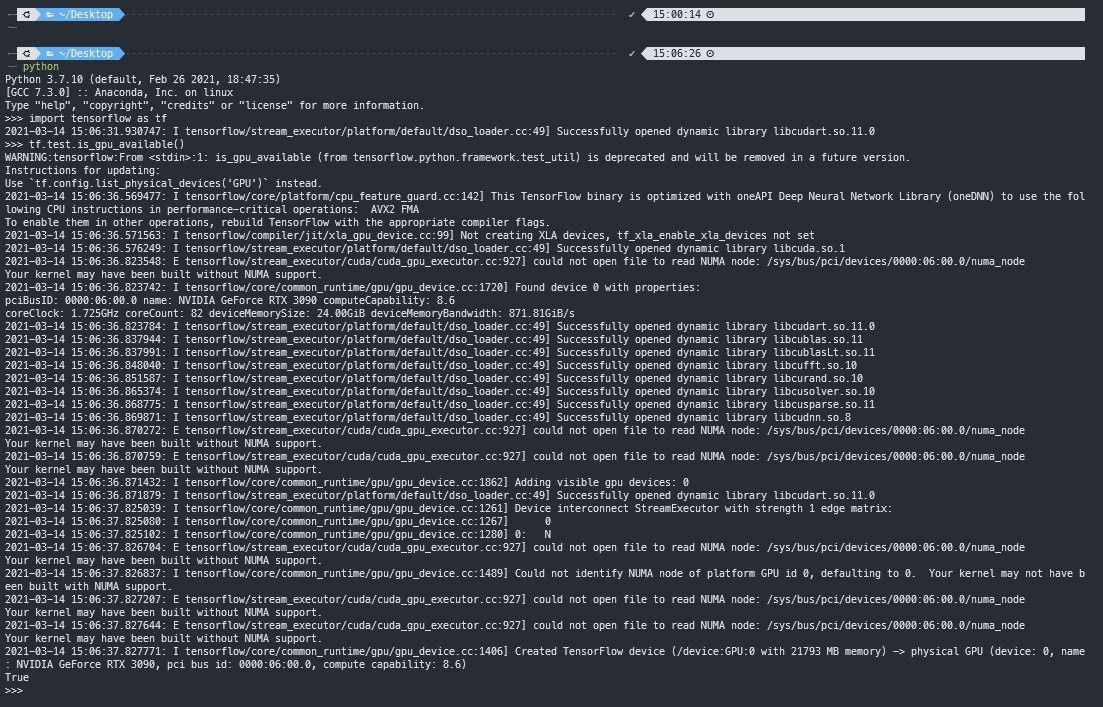 ~/Desktop ✔ 15:00:14
~/Desktop ✔ 15:06:26
python
Python 3.7.10 (default, Feb 26 2021, 18:47:35)
[GCC 7.3.0] :: Anaconda, Inc. on linux
Type "help", "copyright", "credits" or "license" for more information.
>>> import tensorflow as tf
2021-03-14 15:06:31.930747: I tensorflow/stream_executor/platform/default/dso_loader.cc:49] Successfully opened dynamic library libcudart.so.11.0
>>> tf.test.is_gpu_available()
WARNING:tensorflow:From <stdin>:1: is_gpu_available (from tensorflow.python.framework.test_util) is deprecated and will be removed in a future version.
Instructions for updating:
Use `tf.config.list_physical_devices('GPU')` instead.
2021-03-14 15:06:36.569477: I tensorflow/core/platform/cpu_feature_guard.cc:142] This TensorFlow binary is optimized with oneAPI Deep Neural Network Library (oneDNN) to use the fol
lowing CPU instructions in performance-critical operations:  AVX2 FMA
To enable them in other operations, rebuild TensorFlow with the appropriate compiler flags.
2021-03-14 15:06:36.571563: I tensorflow/compiler/jit/xla_gpu_device.cc:99] Not creating XLA devices, tf_xla_enable_xla_devices not set
2021-03-14 15:06:36.576249: I tensorflow/stream_executor/platform/default/dso_loader.cc:49] Successfully opened dynamic library libcuda.so.1
2021-03-14 15:06:36.823548: E tensorflow/stream_executor/cuda/cuda_gpu_executor.cc:927] could not open file to read NUMA node: /sys/bus/pci/devices/0000:06:00.0/numa_node
Your kernel may have been built without NUMA support.
2021-03-14 15:06:36.823742: I tensorflow/core/common_runtime/gpu/gpu_device.cc:1720] Found device 0 with properties:
pciBusID: 0000:06:00.0 name: NVIDIA GeForce RTX 3090 computeCapability: 8.6
coreClock: 1.725GHz coreCount: 82 deviceMemorySize: 24.00GiB deviceMemoryBandwidth: 871.81GiB/s
2021-03-14 15:06:36.823784: I tensorflow/stream_executor/platform/default/dso_loader.cc:49] Successfully opened dynamic library libcudart.so.11.0
2021-03-14 15:06:36.837944: I tensorflow/stream_executor/platform/default/dso_loader.cc:49] Successfully opened dynamic library libcublas.so.11
2021-03-14 15:06:36.837991: I tensorflow/stream_executor/platform/default/dso_loader.cc:49] Successfully opened dynamic library libcublasLt.so.11
2021-03-14 15:06:36.848040: I tensorflow/stream_executor/platform/default/dso_loader.cc:49] Successfully opened dynamic library libcufft.so.10
2021-03-14 15:06:36.851587: I tensorflow/stream_executor/platform/default/dso_loader.cc:49] Successfully opened dynamic library libcurand.so.10
2021-03-14 15:06:36.865374: I tensorflow/stream_executor/platform/default/dso_loader.cc:49] Successfully opened dynamic library libcusolver.so.10
2021-03-14 15:06:36.868775: I tensorflow/stream_executor/platform/default/dso_loader.cc:49] Successfully opened dynamic library libcusparse.so.11
2021-03-14 15:06:36.869871: I tensorflow/stream_executor/platform/default/dso_loader.cc:49] Successfully opened dynamic library libcudnn.so.8
2021-03-14 15:06:36.870272: E tensorflow/stream_executor/cuda/cuda_gpu_executor.cc:927] could not open file to read NUMA node: /sys/bus/pci/devices/0000:06:00.0/numa_node
Your kernel may have been built without NUMA support.
2021-03-14 15:06:36.870759: E tensorflow/stream_executor/cuda/cuda_gpu_executor.cc:927] could not open file to read NUMA node: /sys/bus/pci/devices/0000:06:00.0/numa_node
Your kernel may have been built without NUMA support.
2021-03-14 15:06:36.871432: I tensorflow/core/common_runtime/gpu/gpu_device.cc:1862] Adding visible gpu devices: 0
2021-03-14 15:06:36.871879: I tensorflow/stream_executor/platform/default/dso_loader.cc:49] Successfully opened dynamic library libcudart.so.11.0
2021-03-14 15:06:37.825039: I tensorflow/core/common_runtime/gpu/gpu_device.cc:1261] Device interconnect StreamExecutor with strength 1 edge matrix:
2021-03-14 15:06:37.825080: I tensorflow/core/common_runtime/gpu/gpu_device.cc:1267]      0
2021-03-14 15:06:37.825102: I tensorflow/core/common_runtime/gpu/gpu_device.cc:1280] 0:   N
2021-03-14 15:06:37.826704: E tensorflow/stream_executor/cuda/cuda_gpu_executor.cc:927] could not open file to read NUMA node: /sys/bus/pci/devices/0000:06:00.0/numa_node
Your kernel may have been built without NUMA support.
2021-03-14 15:06:37.826837: I tensorflow/core/common_runtime/gpu/gpu_device.cc:1489] Could not identify NUMA node of platform GPU id 0, defaulting to 0.  Your kernel may not have b
een built with NUMA support.
2021-03-14 15:06:37.827207: E tensorflow/stream_executor/cuda/cuda_gpu_executor.cc:927] could not open file to read NUMA node: /sys/bus/pci/devices/0000:06:00.0/numa_node
Your kernel may have been built without NUMA support.
2021-03-14 15:06:37.827644: E tensorflow/stream_executor/cuda/cuda_gpu_executor.cc:927] could not open file to read NUMA node: /sys/bus/pci/devices/0000:06:00.0/numa_node
Your kernel may have been built without NUMA support.
2021-03-14 15:06:37.827771: I tensorflow/core/common_runtime/gpu/gpu_device.cc:1406] Created TensorFlow device (/device:GPU:0 with 21793 MB memory) -> physical GPU (device: 0, name
: NVIDIA GeForce RTX 3090, pci bus id: 0000:06:00.0, compute capability: 8.6)
True
>>>